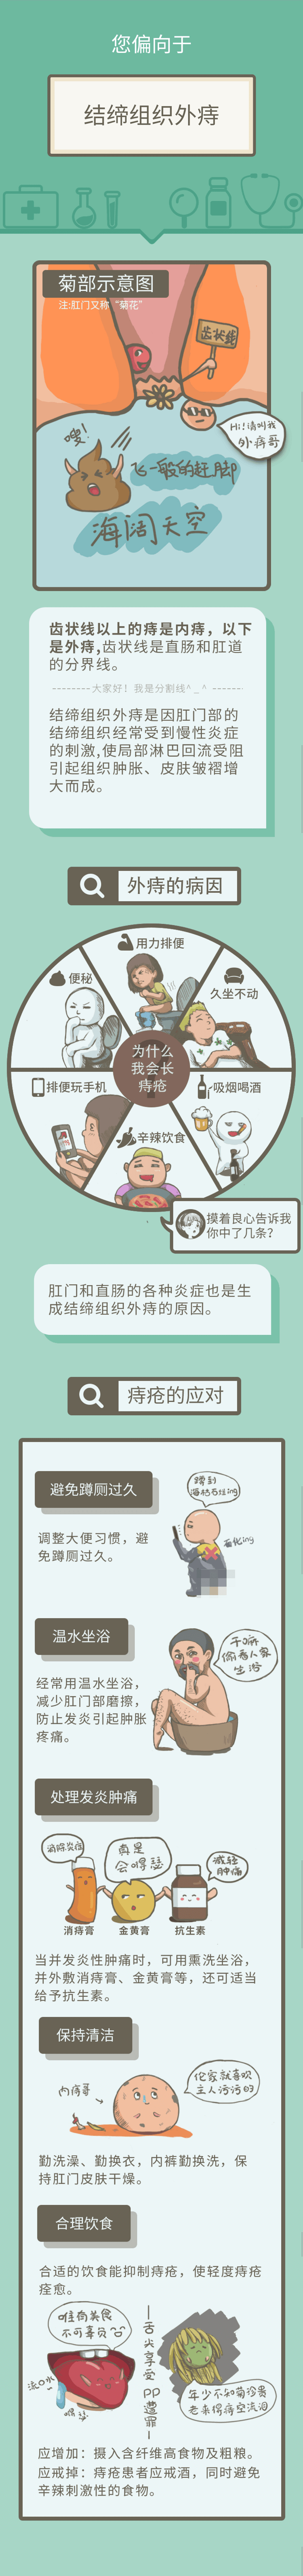 您偏向于
结缔组织外痔
菊部示意图
注:肛门又称“菊花”
齿状线
Hi!请叫我
外痔哥
嗖!
飞一般的赶脚
海阔天空
齿状线以上的痔是内痔，以下
是外痔,齿状线是直肠和肛道
的分界线。
大家好！我是分割线^_^
结缔组织外痔是因肛门部的
结缔组织经常受到慢性炎症
的刺激,使局部淋巴回流受阻
引起组织肿胀、皮肤皱褶增
大而成。
外痔的病因
用力排便
便秘
久坐不动
为什么
我会长
痔疮
排便玩手机
吸烟喝酒
辛辣饮食
摸着良心告诉我
你中了几条?
肛门和直肠的各种炎症也是生
成结缔组织外痔的原因。
痔疮的应对
避免蹲厕过久
蹲到
海枯石烂ing
石化ing
调整大便习惯，避
免蹲厕过久。
温水坐浴
干嘛
偷看人家
坐浴
经常用温水坐浴，
减少肛门部磨擦，
防止发炎引起肿胀
疼痛。
处理发炎肿痛
消除炎症
真是
会嘚瑟
减轻
肿痛
消痔膏
金黄膏
抗生素
当并发炎性肿痛时，可用熏洗坐浴，
并外敷消痔膏、金黄膏等，还可适当
给予抗生素。
保持清洁
内痔哥
伦家就喜欢
主人污污的
勤洗澡、勤换衣，内裤勤换洗，保
持肛门皮肤干燥。
合理饮食
合适的饮食能抑制痔疮，使轻度痔疮
痊愈。
唯有美食
不可辜负
流口水
舌尖享受
PP遭罪
年少不知菊珍贵
老来得痔空流泪
应增加：摄入含纤维高食物及粗粮。
应戒掉：痔疮患者应戒酒，同时避免
辛辣刺激性的食物。